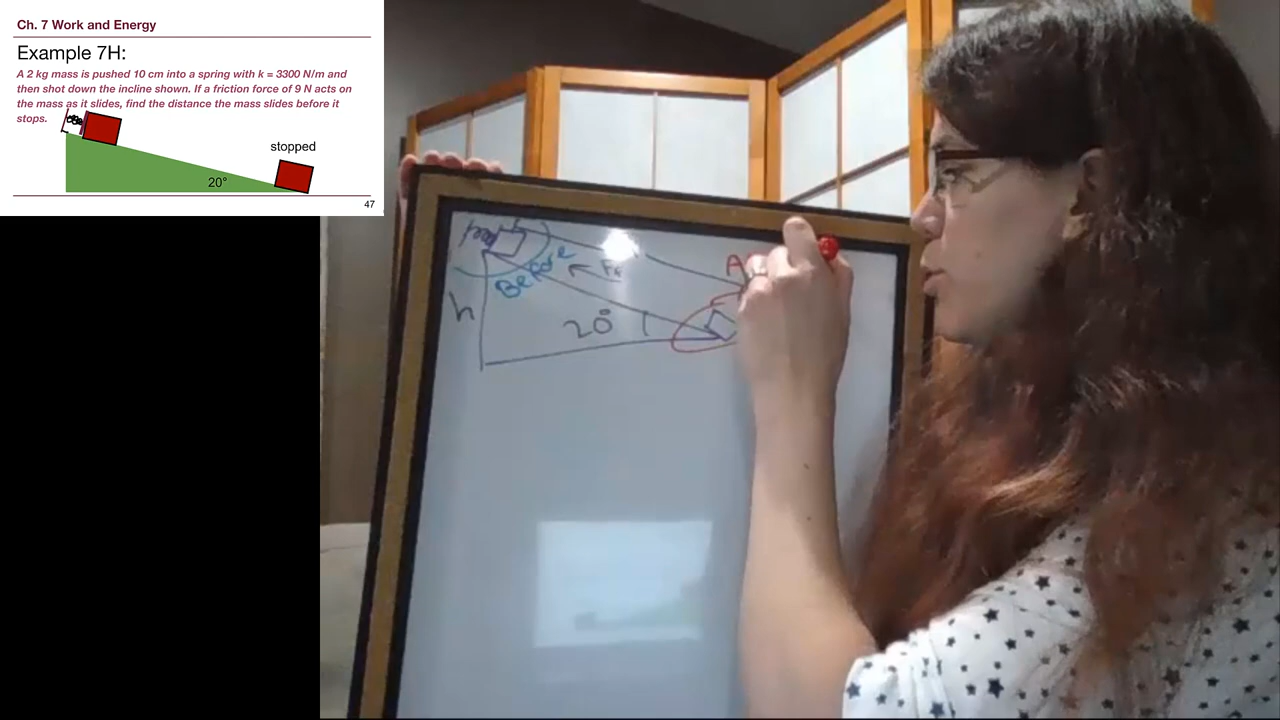 Ch. 7 Work and Energy
Example 7H:
A 2 kg mass is pushed 10 cm into a spring with k = 3300 N/m and
then shot down the incline shown. If a friction force of 9 N acts on
the mass as it slides, find the distance the mass slides before it
stops.
stopped
20°
47
Before
h
20°
A